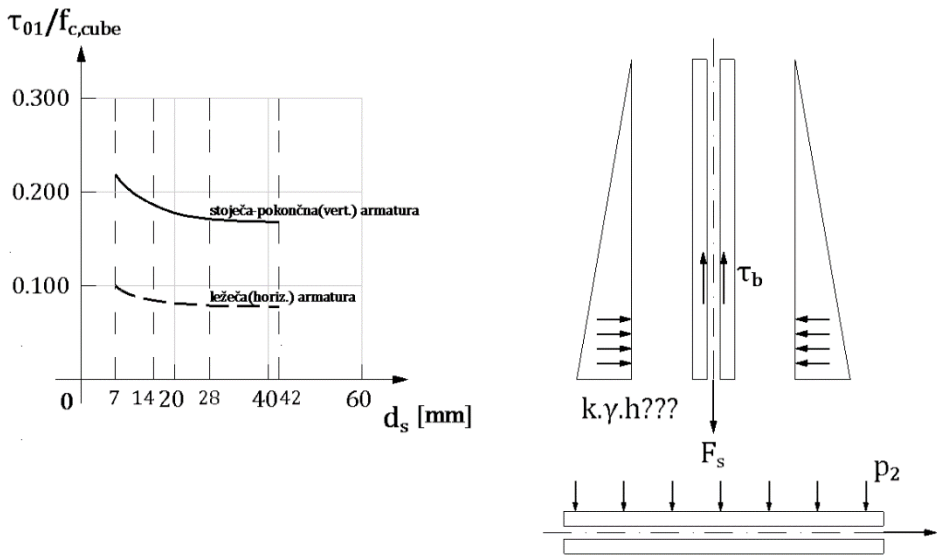 τ01/fc,cube
0.300
0.200
stoječa-pokončna(vert.) armatura
0.100
ležeča(horiz.) armatura
0 7 14 20 28 40 42 60
ds [mm]
τb
k.γ.h???
Fs
p2